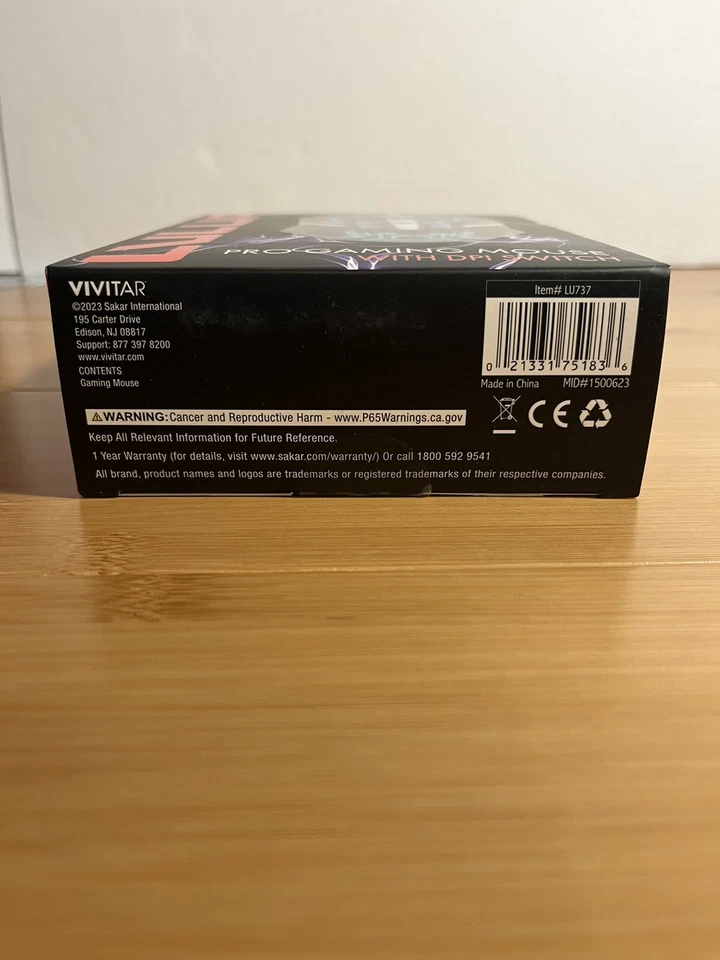 PRO GAMING MOUSE
WITH DPI SWITCH
VIVITAR
©2023 Sakar International
195 Carter Drive
Edison, NJ 08817
Support: 877 397 8200
www.vivitar.com
CONTENTS
Gaming Mouse
Item# LU737
0 21331 75183 6
Made in China MID#1500623
CE
WARNING: Cancer and Reproductive Harm - www.P65Warnings.ca.gov
Keep All Relevant Information for Future Reference.
1 Year Warranty (for details, visit www.sakar.com/warranty/) Or call 1800 592 9541
All brand, product names and logos are trademarks or registered trademarks of their respective companies.